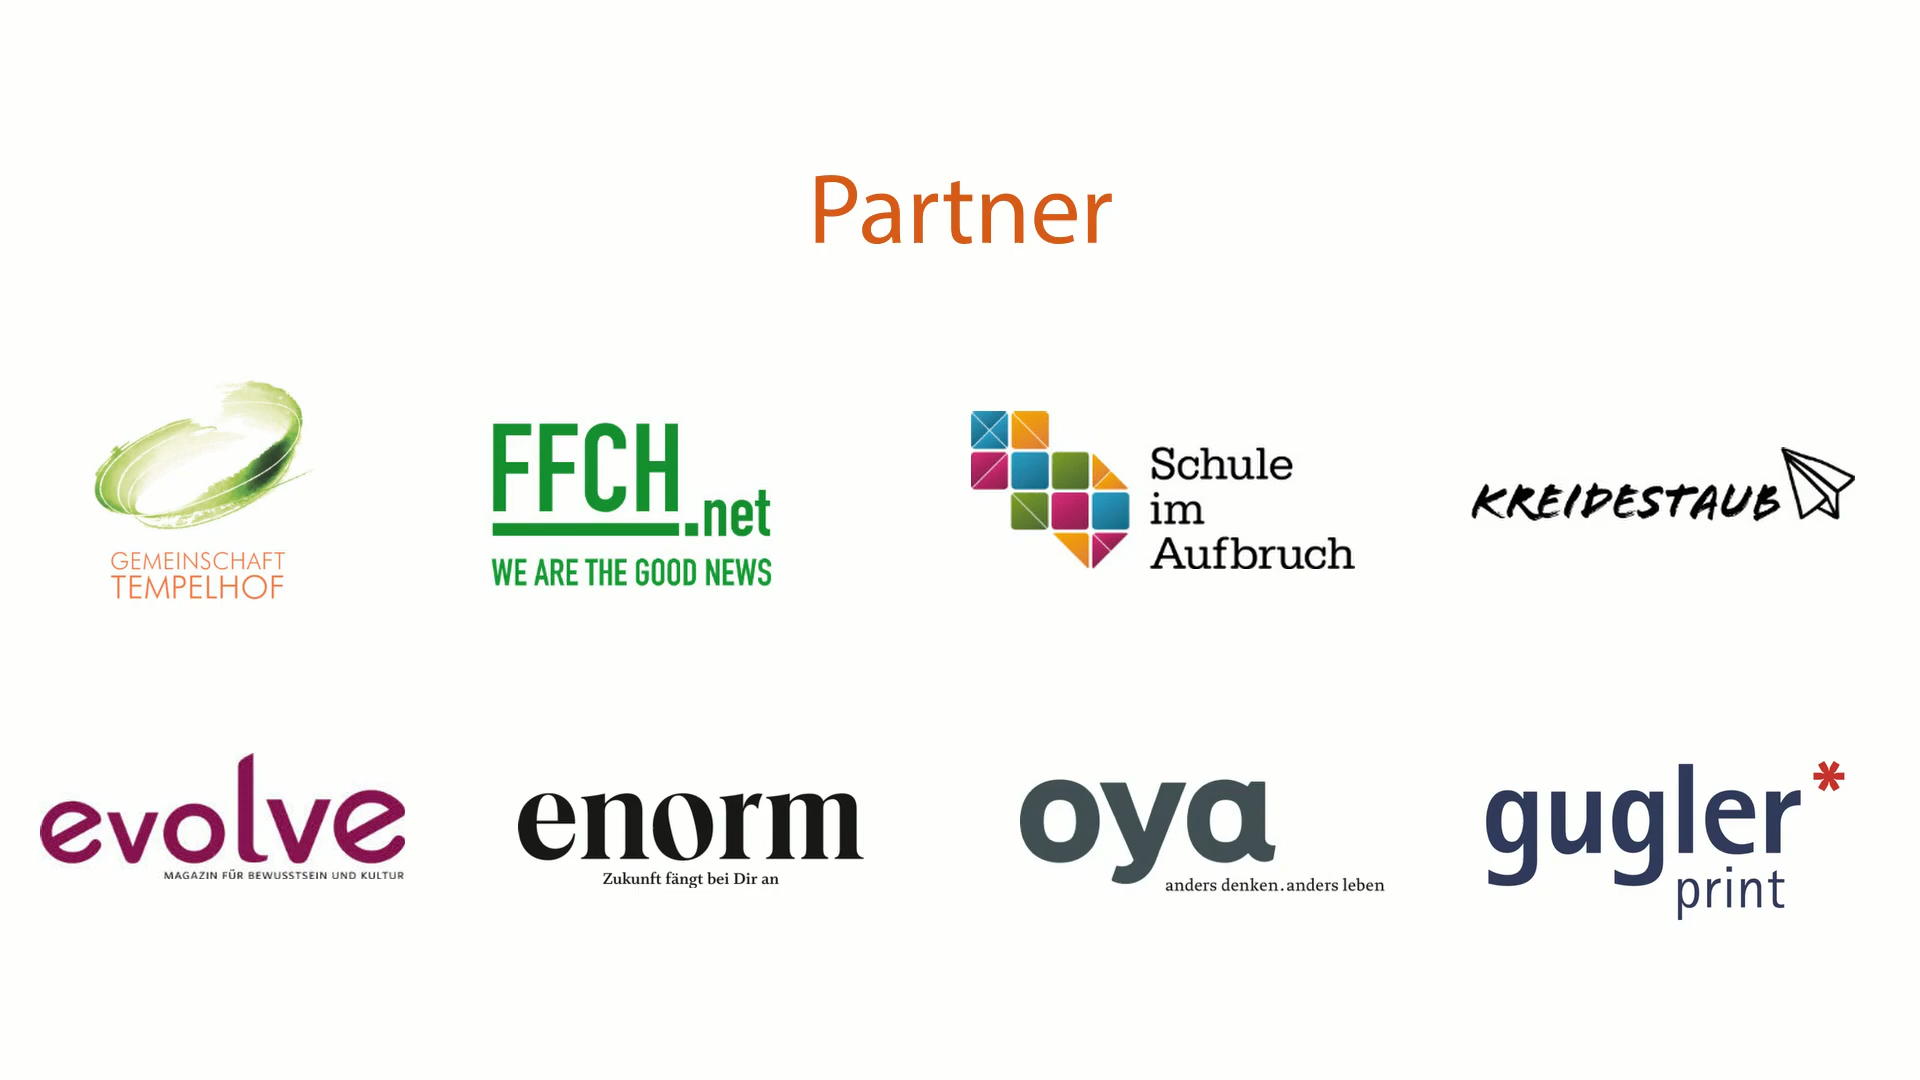 Partner
GEMEINSCHAFT
TEMPELHOF
FFCH.net
WE ARE THE GOOD NEWS
Schule
im
Aufbruch
KREIDESTAUB
evolve
MAGAZIN FÜR BEWUSSTSEIN UND KULTUR
enorm
Zukunft fängt bei Dir an
oya
anders denken.anders leben
gugler*
print